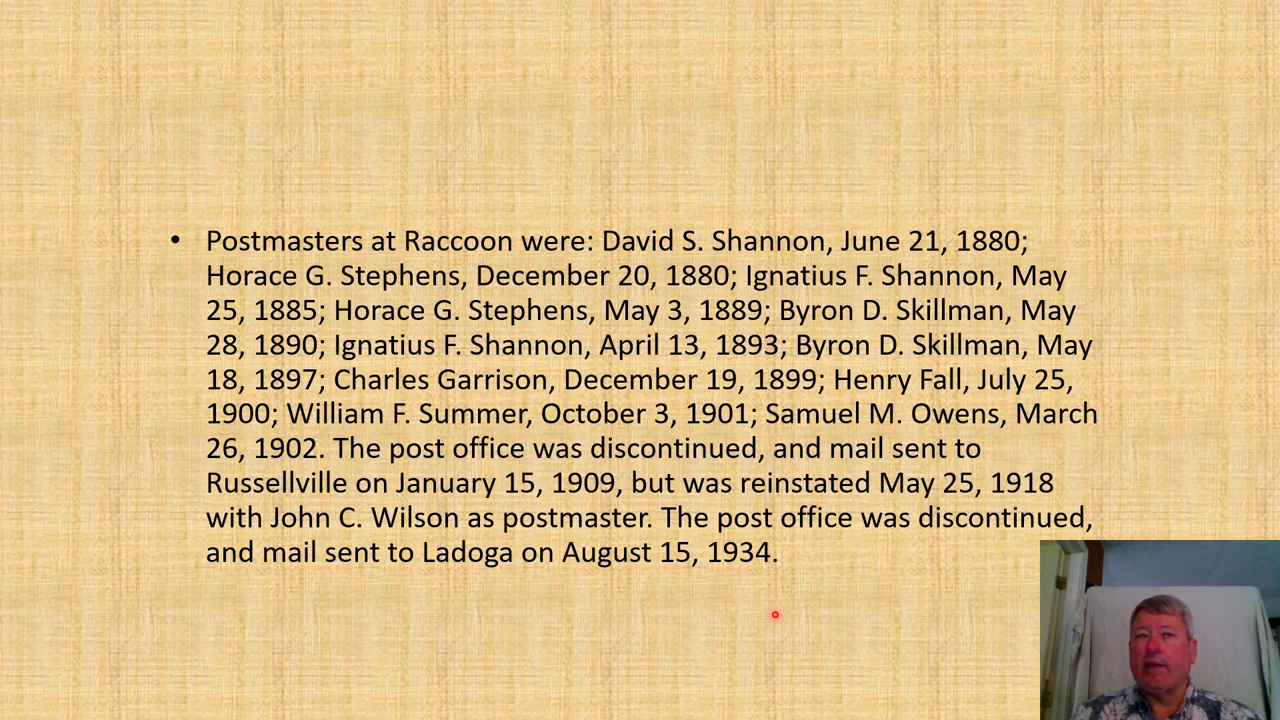 • Postmasters at Raccoon were: David S. Shannon, June 21, 1880;
Horace G. Stephens, December 20, 1880; Ignatius F. Shannon, May
25, 1885; Horace G. Stephens, May 3, 1889; Byron D. Skillman, May
28, 1890; Ignatius F. Shannon, April 13, 1893; Byron D. Skillman, May
18, 1897; Charles Garrison, December 19, 1899; Henry Fall, July 25,
1900; William F. Summer, October 3, 1901; Samuel M. Owens, March
26, 1902. The post office was discontinued, and mail sent to
Russellville on January 15, 1909, but was reinstated May 25, 1918
with John C. Wilson as postmaster. The post office was discontinued,
and mail sent to Ladoga on August 15, 1934.